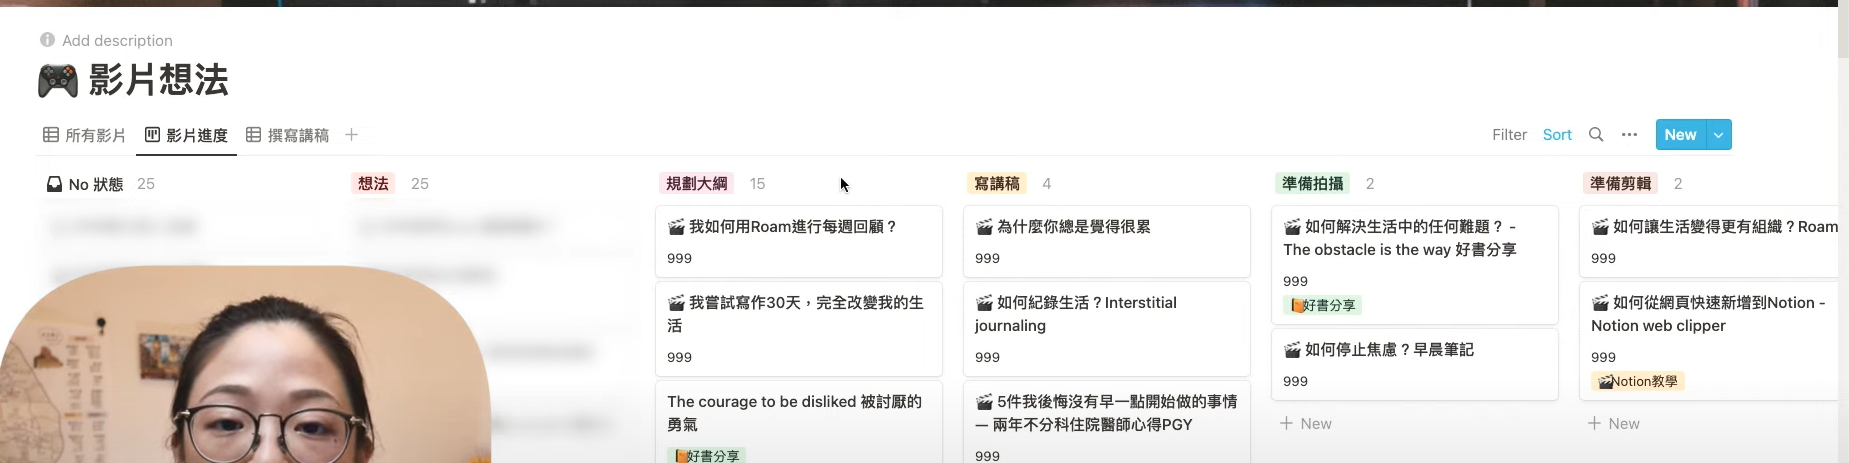 Add description
影片想法
所有影片
影片進度
撰寫講稿
Filter
Sort
New
No 狀態 25
想法 25
規劃大綱 15
我如何用Roam進行每週回顧？
999
我嘗試寫作30天，完全改變我的生
活
999
The courage to be disliked 被討厭的
勇氣
好書分享
寫講稿 4
為什麼你總是覺得很累
999
如何紀錄生活？Interstitial
journaling
999
5件我後悔沒有早一點開始做的事情
— 兩年不分科住院醫師心得PGY
999
準備拍攝 2
如何解決生活中的任何難題？ -
The obstacle is the way 好書分享
999
好書分享
如何停止焦慮？早晨筆記
999
New
準備剪輯 2
如何讓生活變得更有組織？Roam
999
如何從網頁快速新增到Notion -
Notion web clipper
999
Notion教學
New